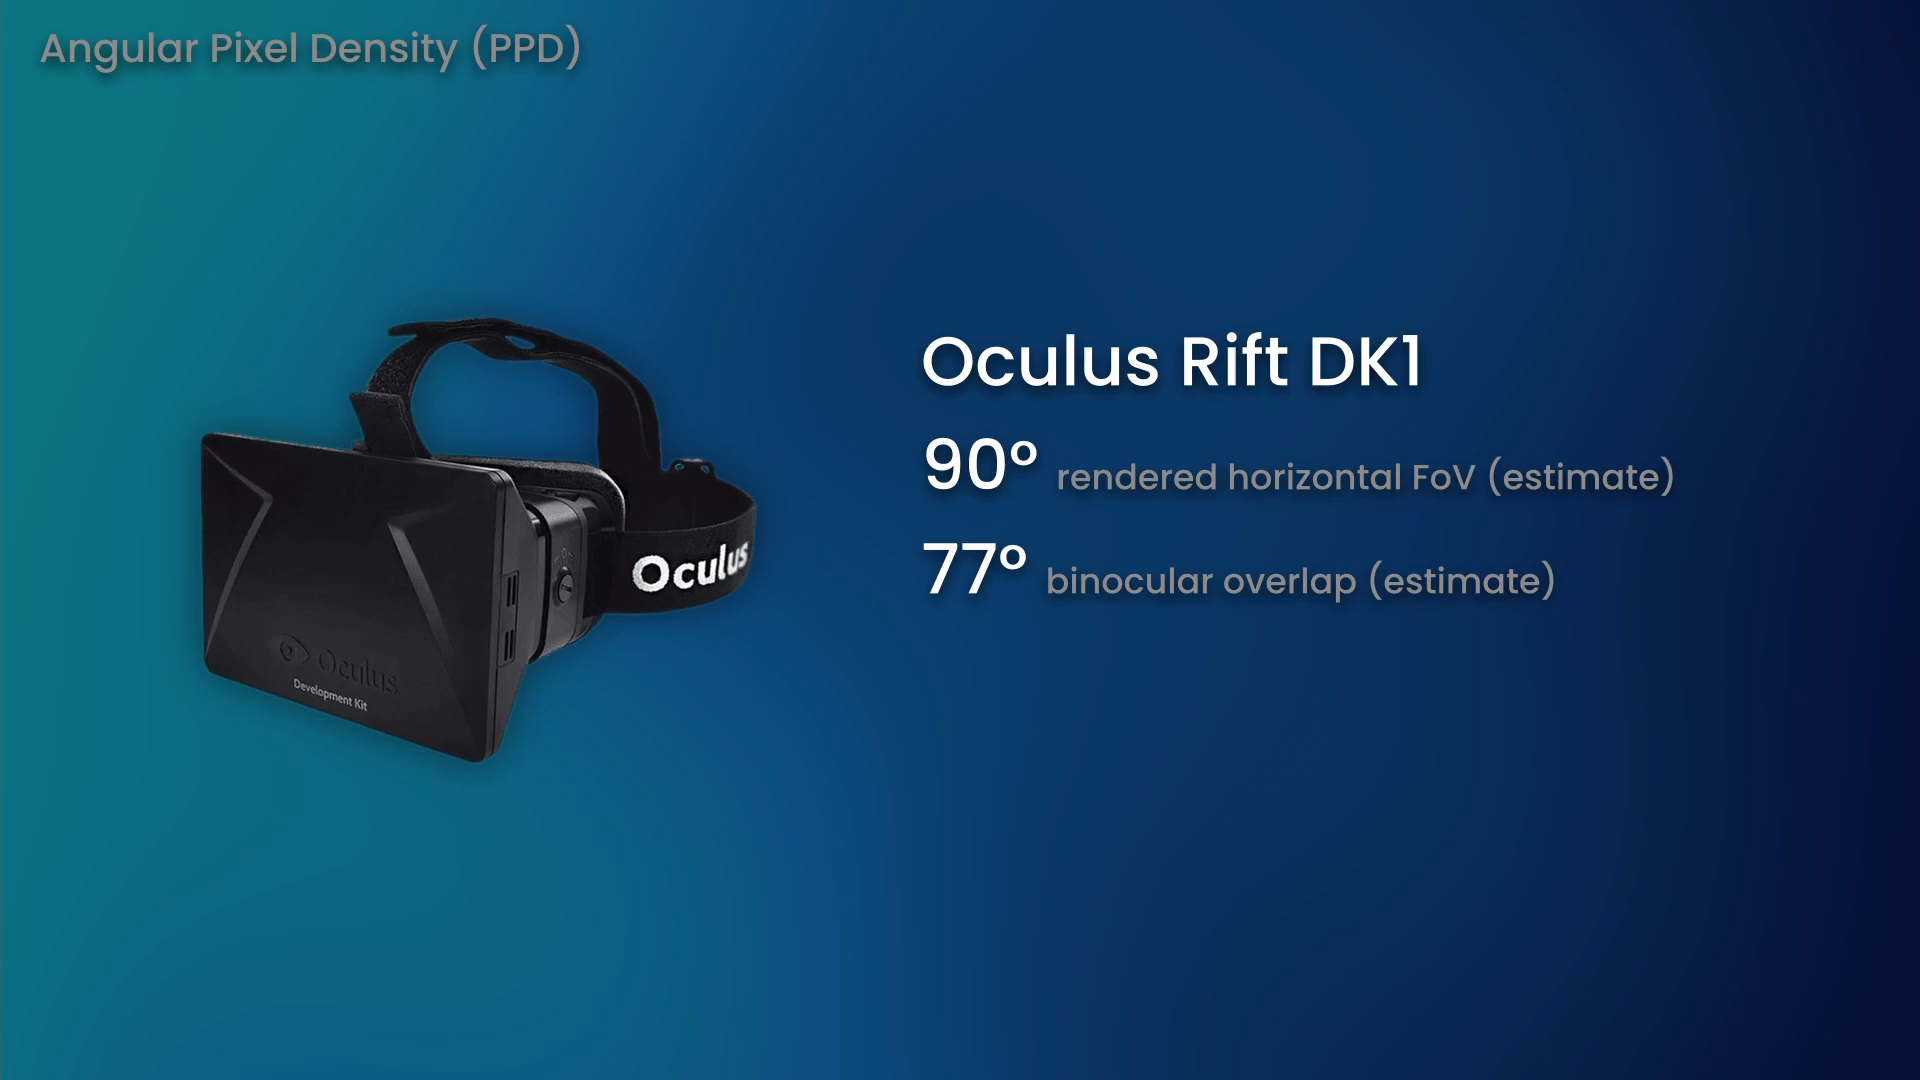 Angular Pixel Density (PPD)
Oculus Rift DK1
90° rendered horizontal FoV (estimate)
77° binocular overlap (estimate)
Oculus
Oculus
Development Kit